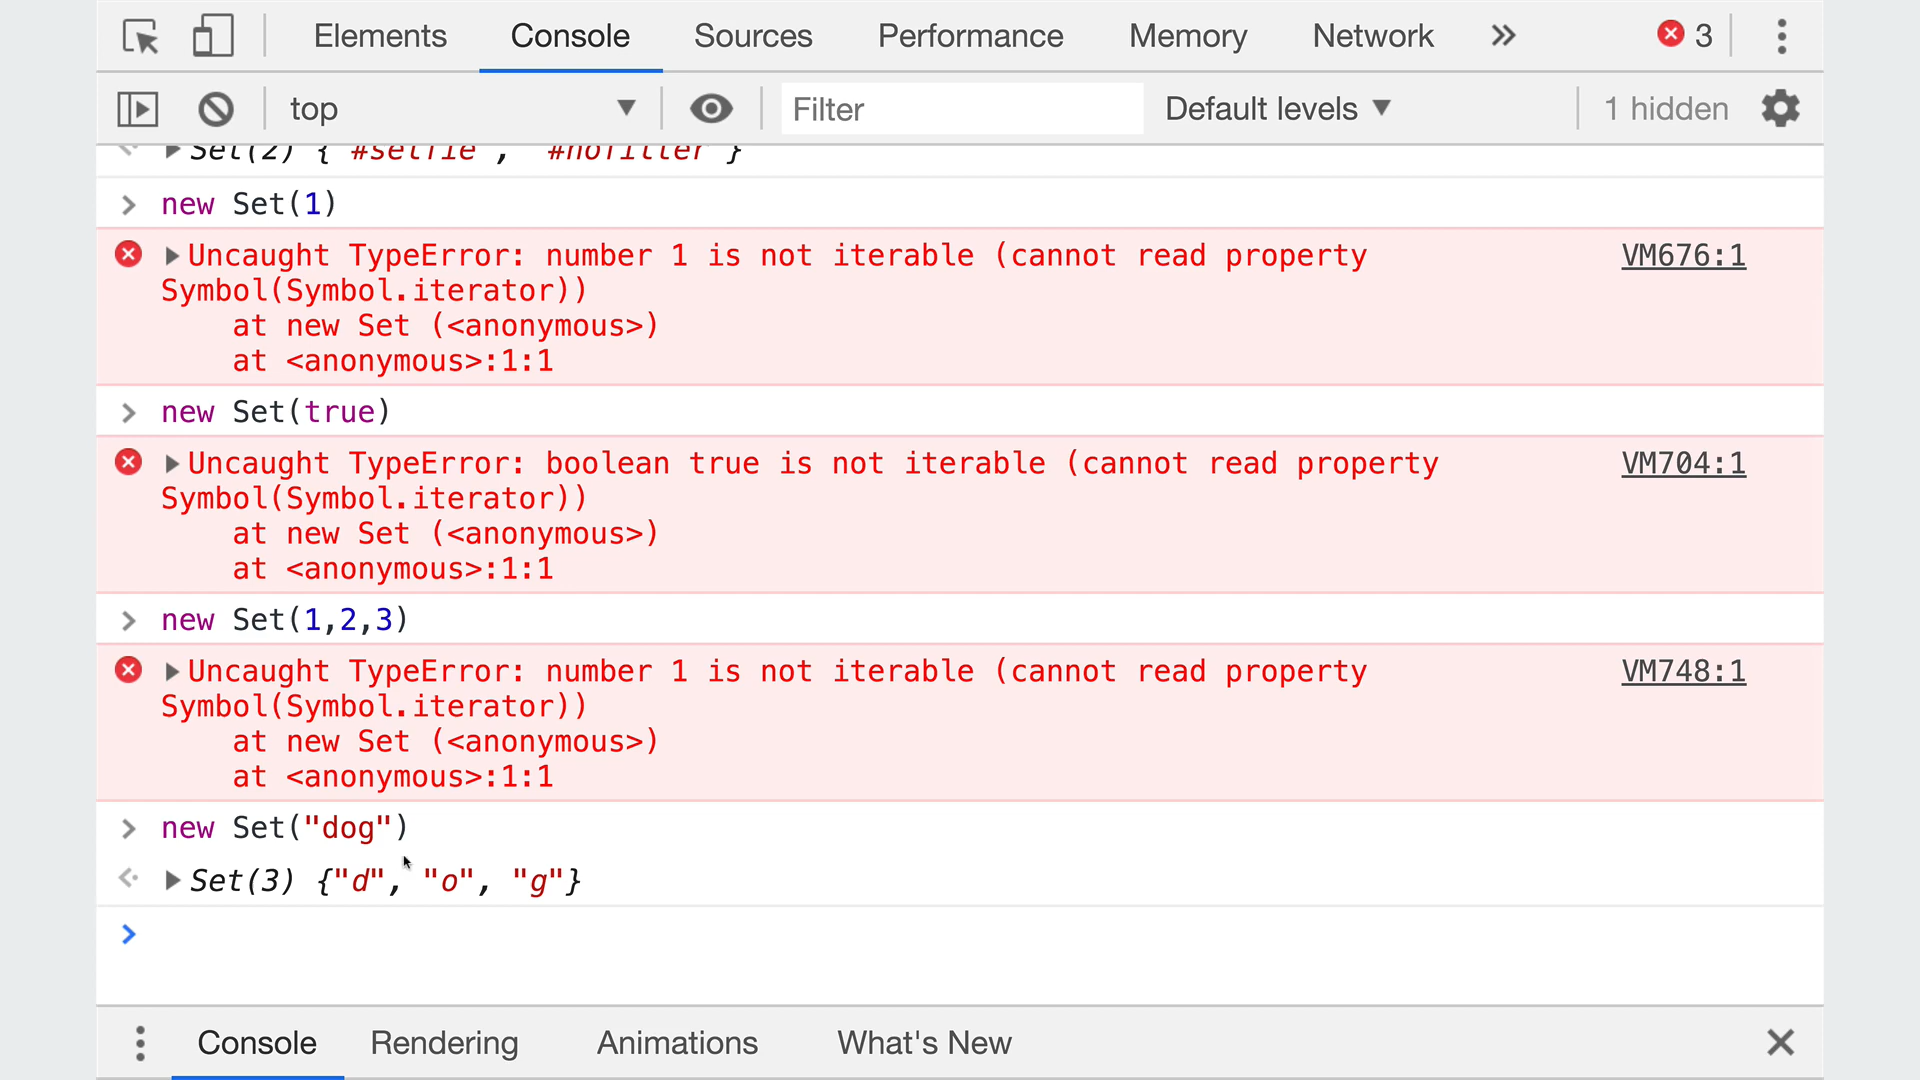 Elements Console Sources Performance Memory Network » 3
top Filter Default levels 1 hidden
Set(2) {"#selfie", "#nofilter"}
new Set(1)
Uncaught TypeError: number 1 is not iterable (cannot read property VM676:1
Symbol(Symbol.iterator))
at new Set (<anonymous>)
at <anonymous>:1:1
new Set(true)
Uncaught TypeError: boolean true is not iterable (cannot read property VM704:1
Symbol(Symbol.iterator))
at new Set (<anonymous>)
at <anonymous>:1:1
new Set(1,2,3)
Uncaught TypeError: number 1 is not iterable (cannot read property VM748:1
Symbol(Symbol.iterator))
at new Set (<anonymous>)
at <anonymous>:1:1
new Set("dog")
Set(3) {"d", "o", "g"}
Console Rendering Animations What's New